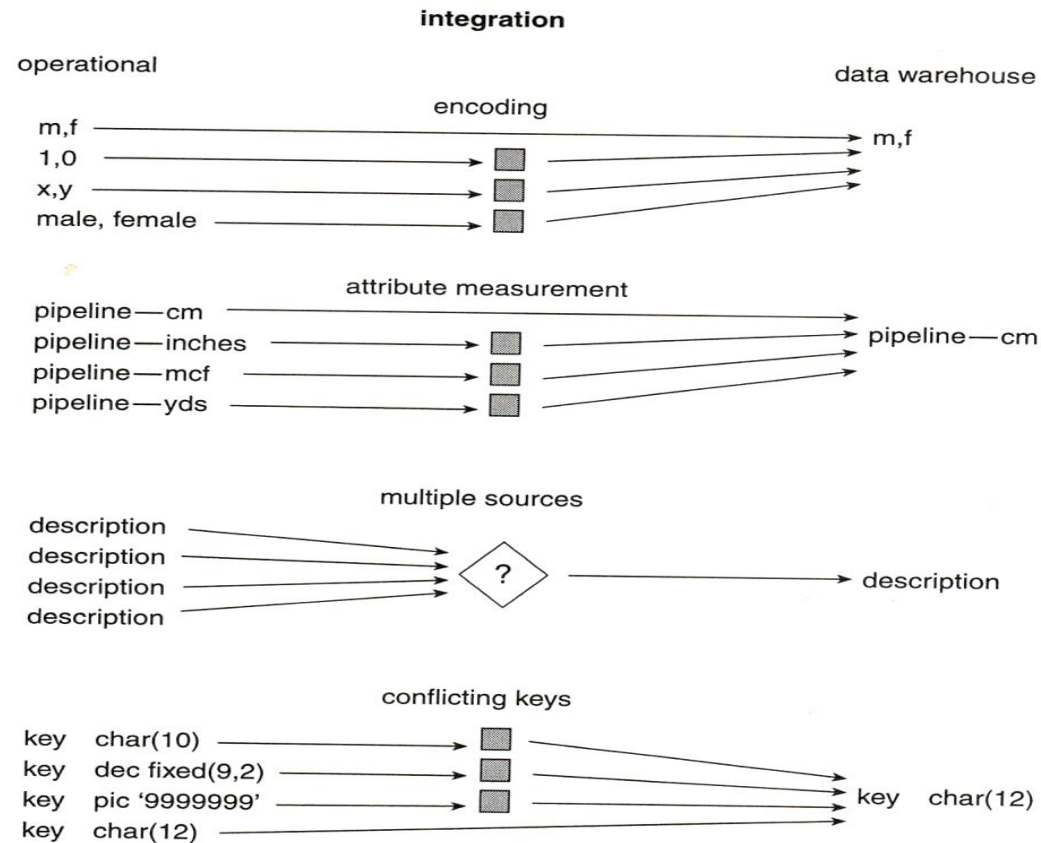 integration
operational
data warehouse
encoding
m,f
m,f
1,0
x,y
male, female
attribute measurement
pipeline—cm
pipeline—inches
pipeline—cm
pipeline—mcf
pipeline—yds
multiple sources
description
description
?
description
description
description
conflicting keys
key char(10)
key dec fixed(9,2)
key pic ‘9999999’
key char(12)
key char(12)